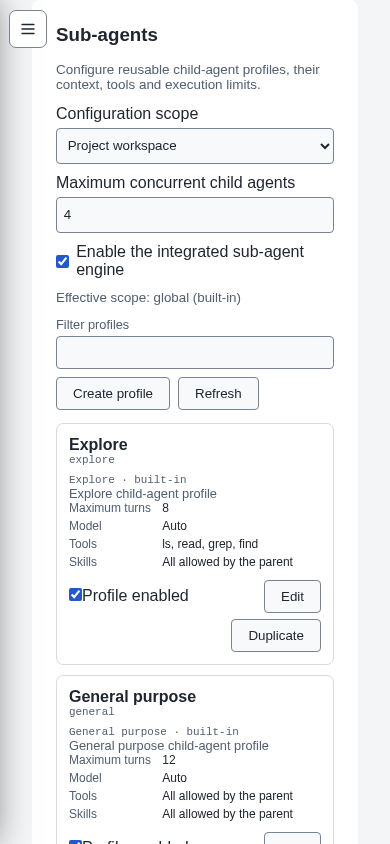 Sub-agents
Configure reusable child-agent profiles, their
context, tools and execution limits.
Configuration scope
Project workspace
Maximum concurrent child agents
4
Enable the integrated sub-agent
engine
Effective scope: global (built-in)
Filter profiles
Create profile Refresh
Explore
explore
Explore · built-in
Explore child-agent profile
Maximum turns 8
Model Auto
Tools ls, read, grep, find
Skills All allowed by the parent
Profile enabled Edit
Duplicate
General purpose
general
General purpose · built-in
General purpose child-agent profile
Maximum turns 12
Model Auto
Tools All allowed by the parent
Skills All allowed by the parent